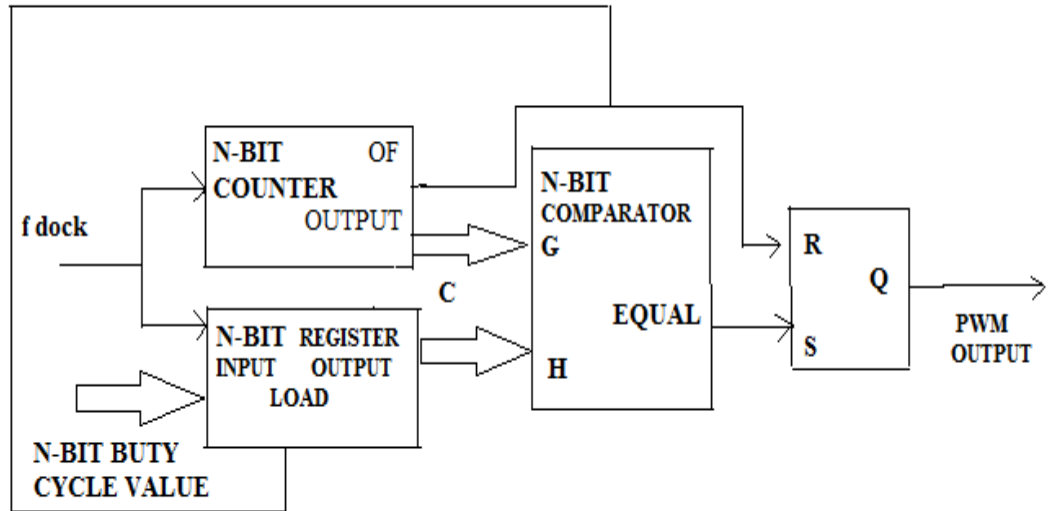 N-BIT OF
COUNTER
OUTPUT
f dock
N-BIT
COMPARATOR
G
EQUAL
H
C
R
Q
S
PWM
OUTPUT
N-BIT REGISTER
INPUT OUTPUT
LOAD
N-BIT BUTY
CYCLE VALUE